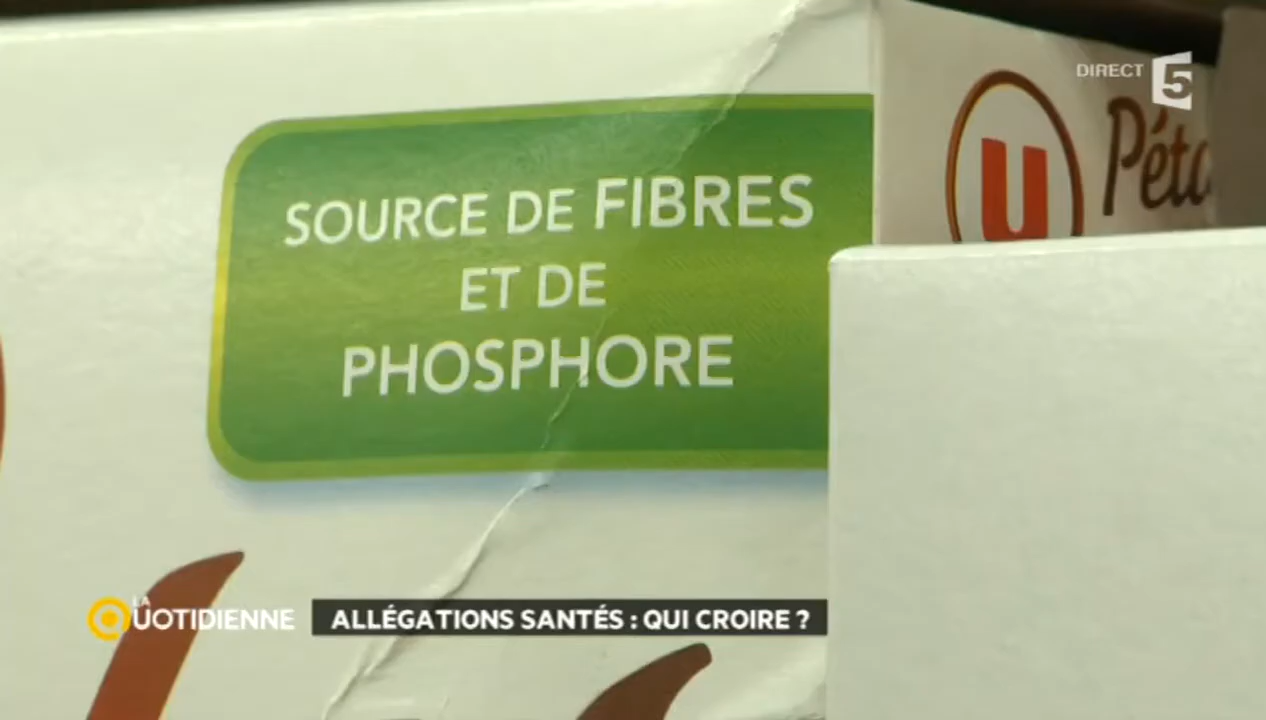 DIRECT 5
U
SOURCE DE FIBRES
ET DE
PHOSPHORE
LA
QUOTIDIENNE
ALLÉGATIONS SANTÉS : QUI CROIRE ?